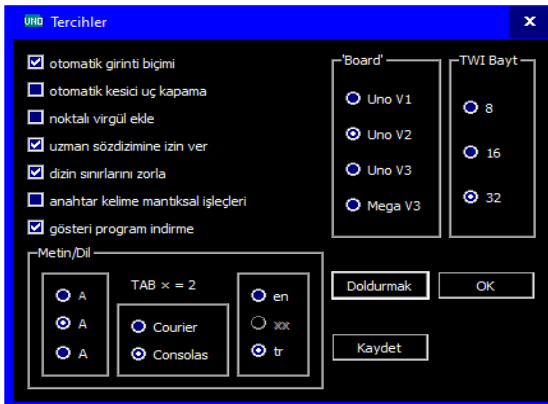 UNO Tercihler x
otomatik girinti biçimi
otomatik kesici uç kapama
noktalı virgül ekle
uzman sözdizimine izin ver
dizin sınırlarını zorla
anahtar kelime mantıksal işleçleri
gösteri program indirme
'Board'
Uno V1
Uno V2
Uno V3
Mega V3
TWI Bayt
8
16
32
Metin/Dil
A
A
A
TAB × = 2
Courier
Consolas
en
xx
tr
Doldurmak
OK
Kaydet